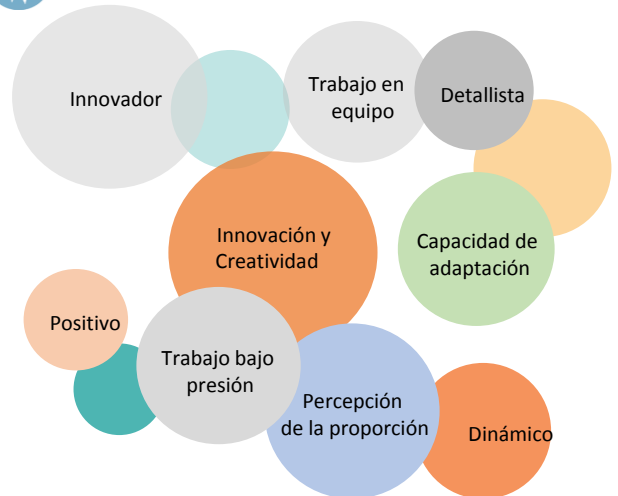 Innovador
Trabajo en
equipo
Detallista
Innovación y
Creatividad
Capacidad de
adaptación
Positivo
Trabajo bajo
presión
Percepción
de la proporción
Dinámico